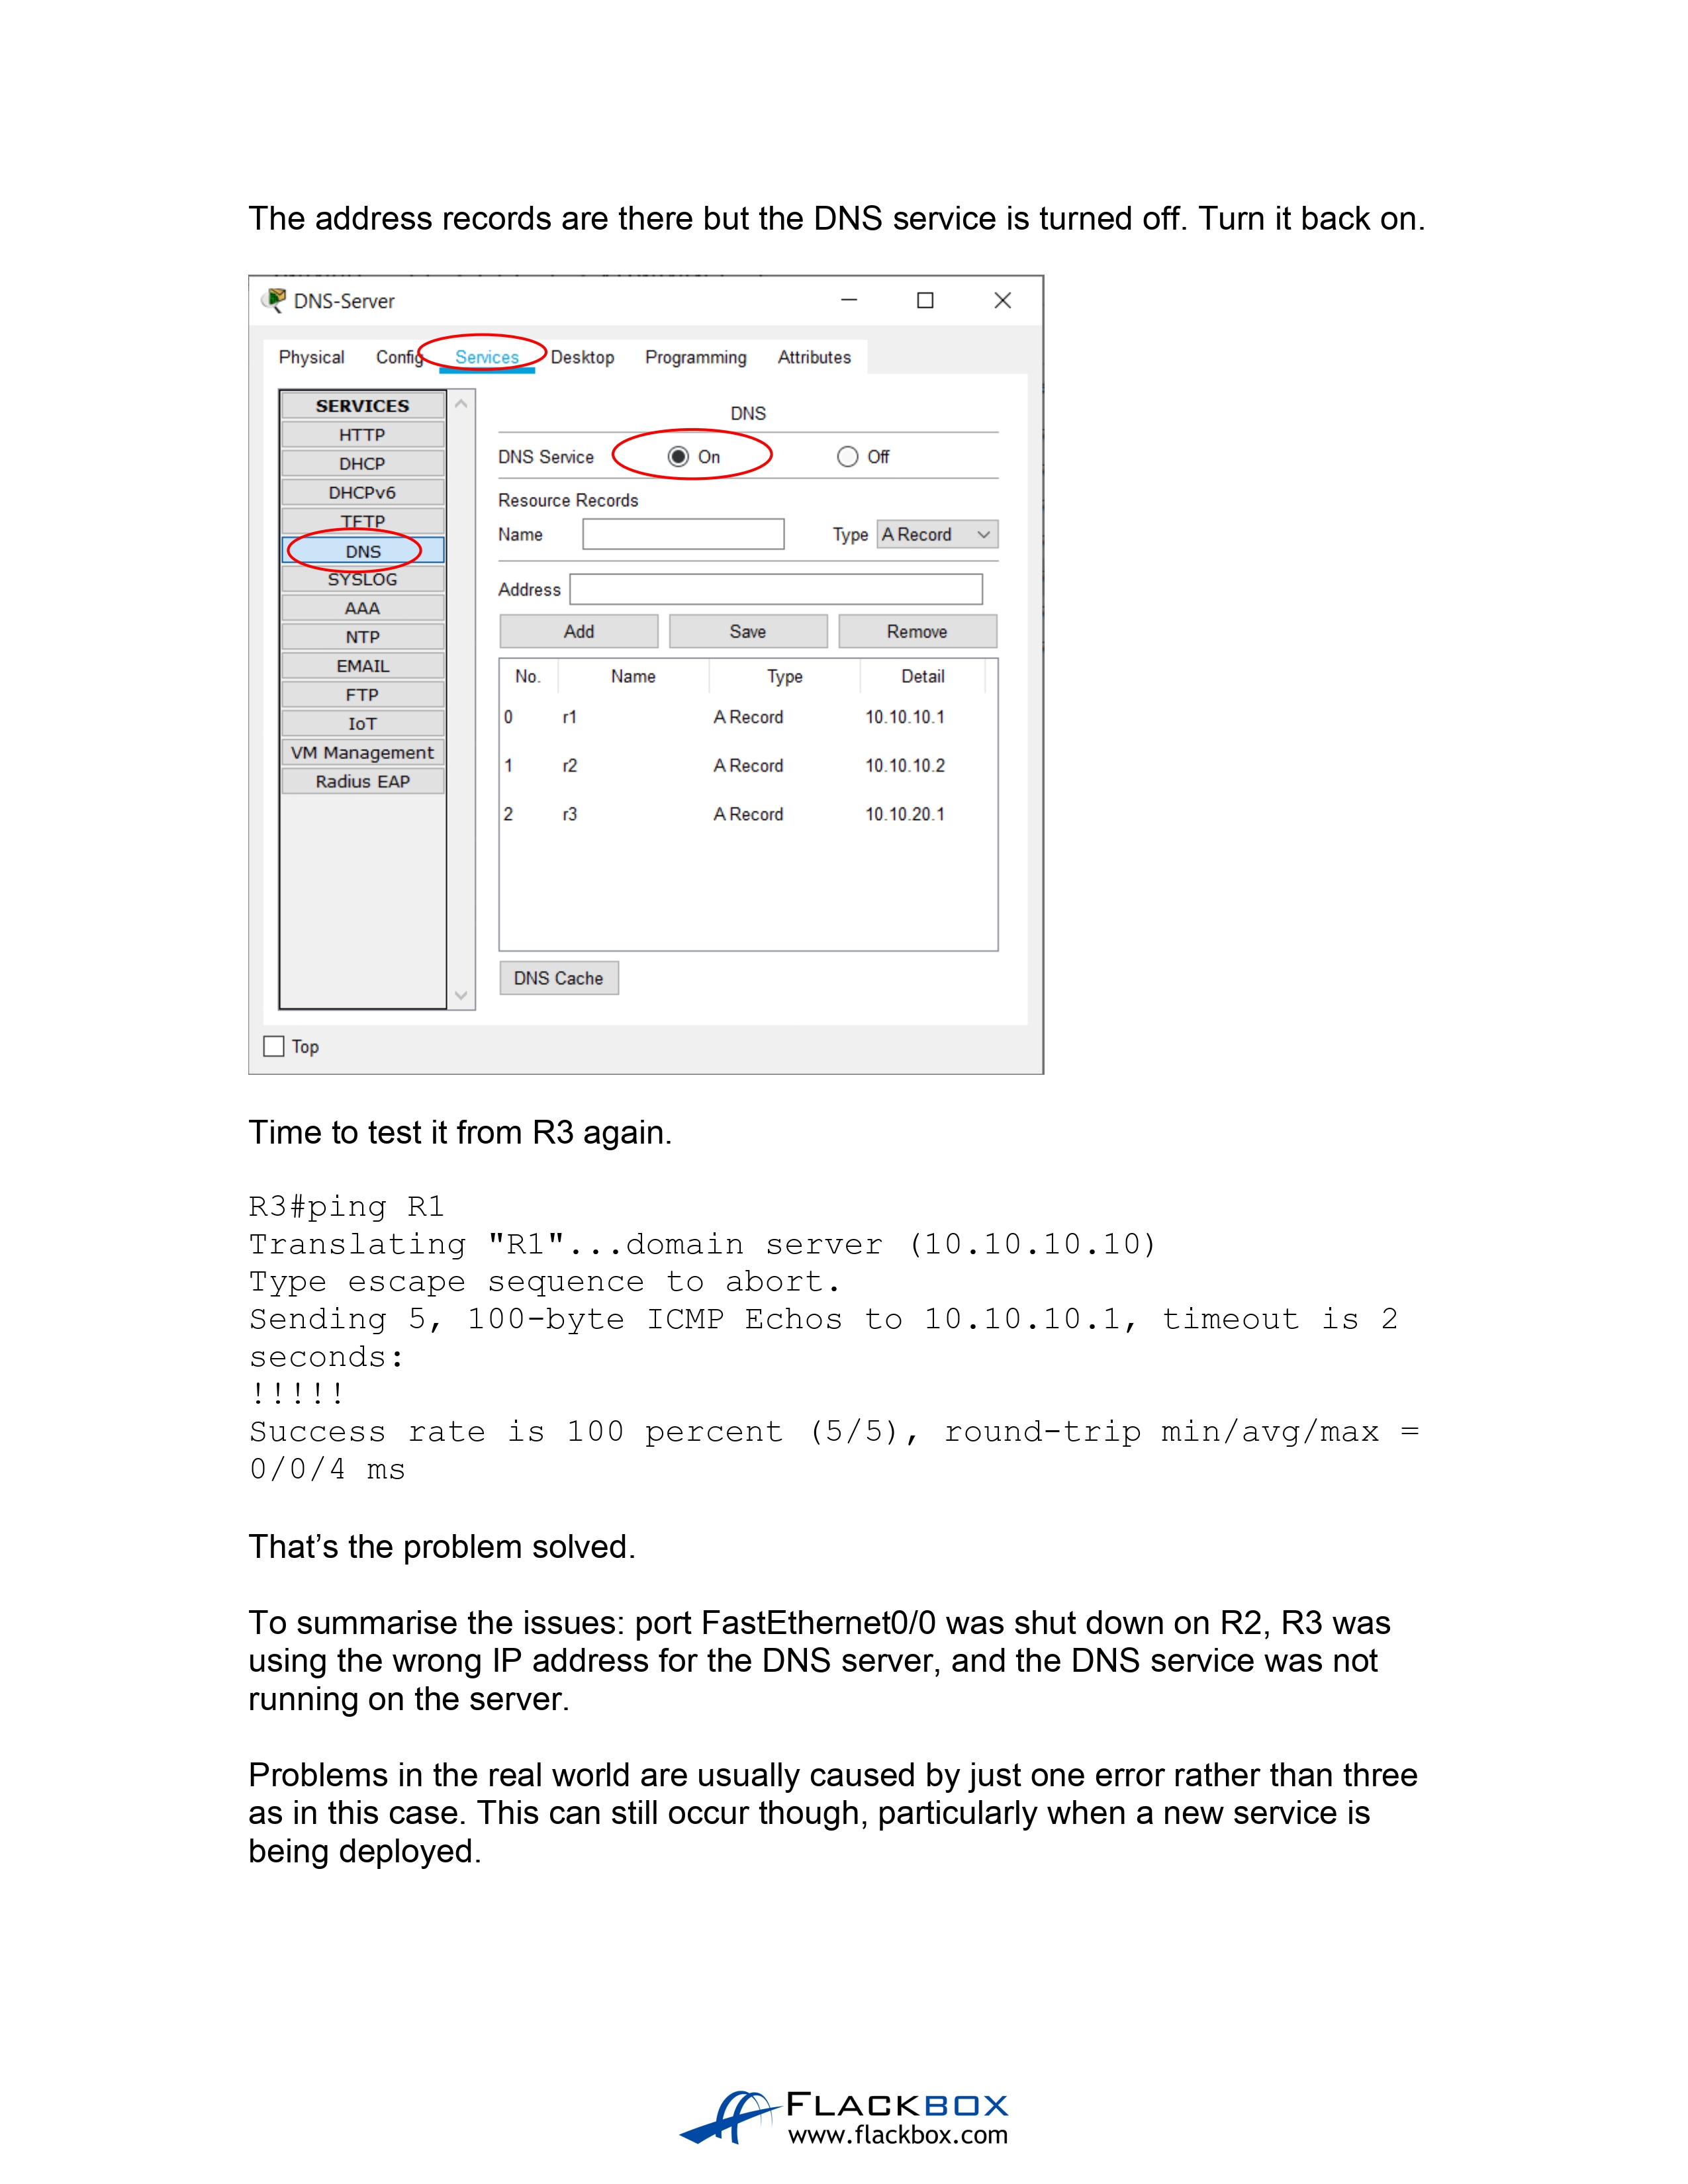 The address records are there but the DNS service is turned off. Turn it back on.
DNS-Server
Physical Config Services Desktop Programming Attributes
SERVICES
HTTP
DHCP
DHCPv6
TFTP
DNS
SYSLOG
AAA
NTP
EMAIL
FTP
IoT
VM Management
Radius EAP
DNS
DNS Service On Off
Resource Records
Name Type A Record
Address
Add Save Remove
No. Name Type Detail
0 r1 A Record 10.10.10.1
1 r2 A Record 10.10.10.2
2 r3 A Record 10.10.20.1
DNS Cache
Top
Time to test it from R3 again.
R3#ping R1
Translating "R1"...domain server (10.10.10.10)
Type escape sequence to abort.
Sending 5, 100-byte ICMP Echos to 10.10.10.1, timeout is 2
seconds:
!!!!!
Success rate is 100 percent (5/5), round-trip min/avg/max =
0/0/4 ms
That’s the problem solved.
To summarise the issues: port FastEthernet0/0 was shut down on R2, R3 was
using the wrong IP address for the DNS server, and the DNS service was not
running on the server.
Problems in the real world are usually caused by just one error rather than three
as in this case. This can still occur though, particularly when a new service is
being deployed.
FLACKBOX
www.flackbox.com